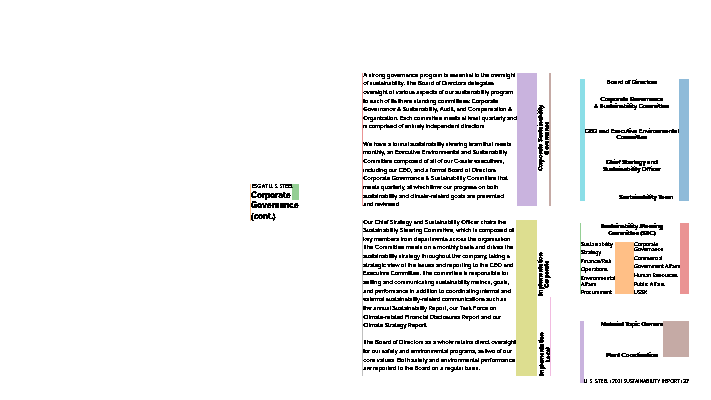 ESG AT U. S. STEEL
Corporate
Governance
(cont.)
A strong governance program is essential to the oversight
of sustainability. The Board of Directors delegates
oversight of various aspects of our sustainability program
to each of its three standing committees: Corporate
Governance & Sustainability, Audit, and Compensation &
Organization. Each committee meets at least quarterly and
is comprised of entirely independent directors.
We have a formal sustainability steering team that meets
monthly, an Executive Environmental and Sustainability
Committee composed of all of our C-suite executives,
including our CEO, and a formal Board of Directors
Corporate Governance & Sustainability Committee that
meets quarterly, at which time our progress on both
sustainability and climate-related goals are presented
and reviewed.
Our Chief Strategy and Sustainability Officer chairs the
Sustainability Steering Committee, which is composed of
key members from departments across the organization.
The Committee meets on a monthly basis and drives the
sustainability strategy throughout the company, taking a
strategic view of the issues and reporting to the CEO and
Executive Committee. The committee is responsible for
setting and communicating sustainability metrics, goals,
and performance in addition to coordinating internal and
external sustainability-related communications such as
the annual Sustainability Report, our Task Force on
Climate-related Financial Disclosures Report and our
Climate Strategy Report.
The Board of Directors as a whole retains direct oversight
for our safety and environmental programs, as two of our
core values. Both safety and environmental performance
are reported to the Board on a regular basis.
Corporate Sustainability
Governance
Implementation
Corporate
Implementation
Local
Board of Directors
Corporate Governance
& Sustainability Committee
CEO and Executive Environmental
Committee
Chief Strategy and
Sustainability Officer
Sustainability Team
Sustainability Steering
Committee (SSC)
Sustainability
Strategy
Finance/Risk
Operations
Environmental
Affairs
Procurement
Corporate
Governance
Commercial
Government Affairs
Human Resources
Public Affairs
USSK
Material Topic Owners
Plant Coordination
U. S. STEEL / 2021 SUSTAINABILITY REPORT / 29